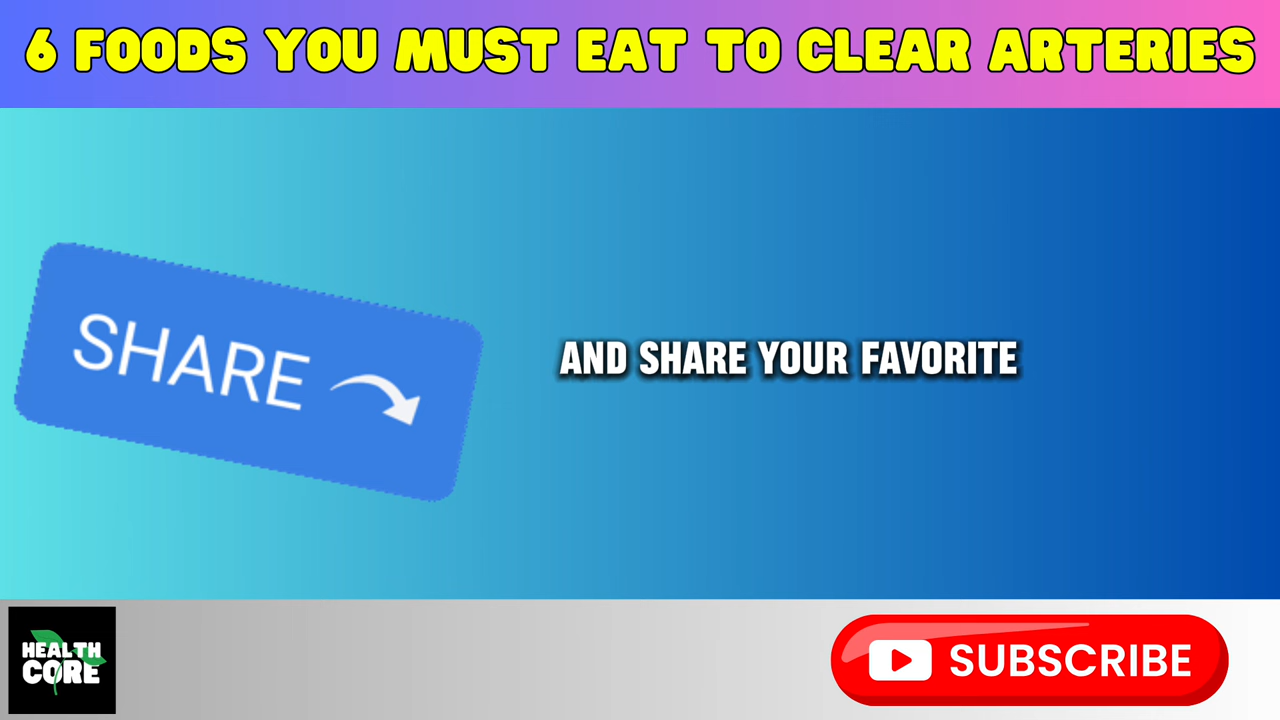 6 FOODS YOU MUST EAT TO CLEAR ARTERIES
SHARE
AND SHARE YOUR FAVORITE
HEALTH
CORE
SUBSCRIBE